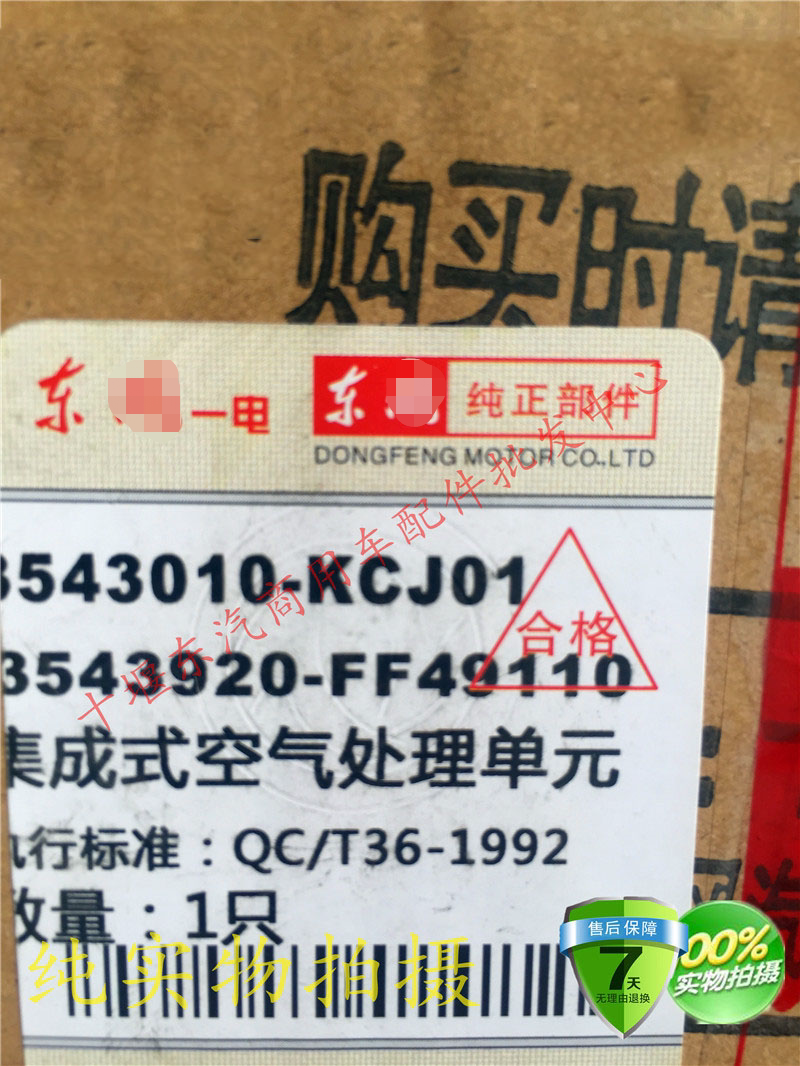 购买时请
东 一电
东 纯正部件
DONGFENG MOTOR CO.,LTD
3543010-KCJ01
合格
3543920-FF49110
集成式空气处理单元
执行标准：QC/T36-1992
数量：1只
十堰东汽商用车配件批发中心
纯实物拍摄
售后保障
7天
无理由退换
100%
实物拍摄